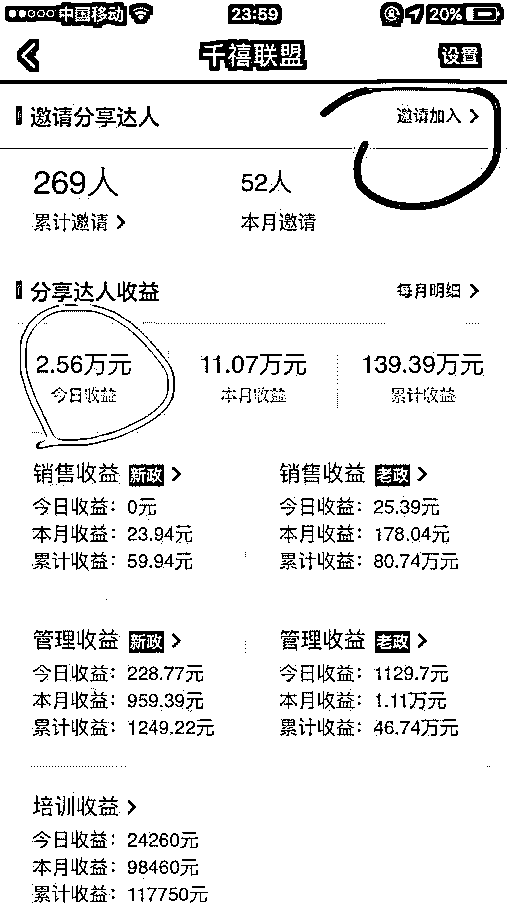 中国移动 23:59 20%
千禧联盟 设置
邀请分享达人 邀请加入
269人 52人
累计邀请 本月邀请
分享达人收益 每月明细
2.56万元 11.07万元 139.39万元
今日收益 本月收益 累计收益
销售收益 新政 销售收益 老政
今日收益：0元 今日收益：25.39元
本月收益：23.94元 本月收益：178.04元
累计收益：59.94元 累计收益：80.74万元
管理收益 新政 管理收益 老政
今日收益：228.77元 今日收益：1129.7元
本月收益：959.39元 本月收益：1.11万元
累计收益：1249.22元 累计收益：46.74万元
培训收益
今日收益：24260元
本月收益：98460元
累计收益：117750元